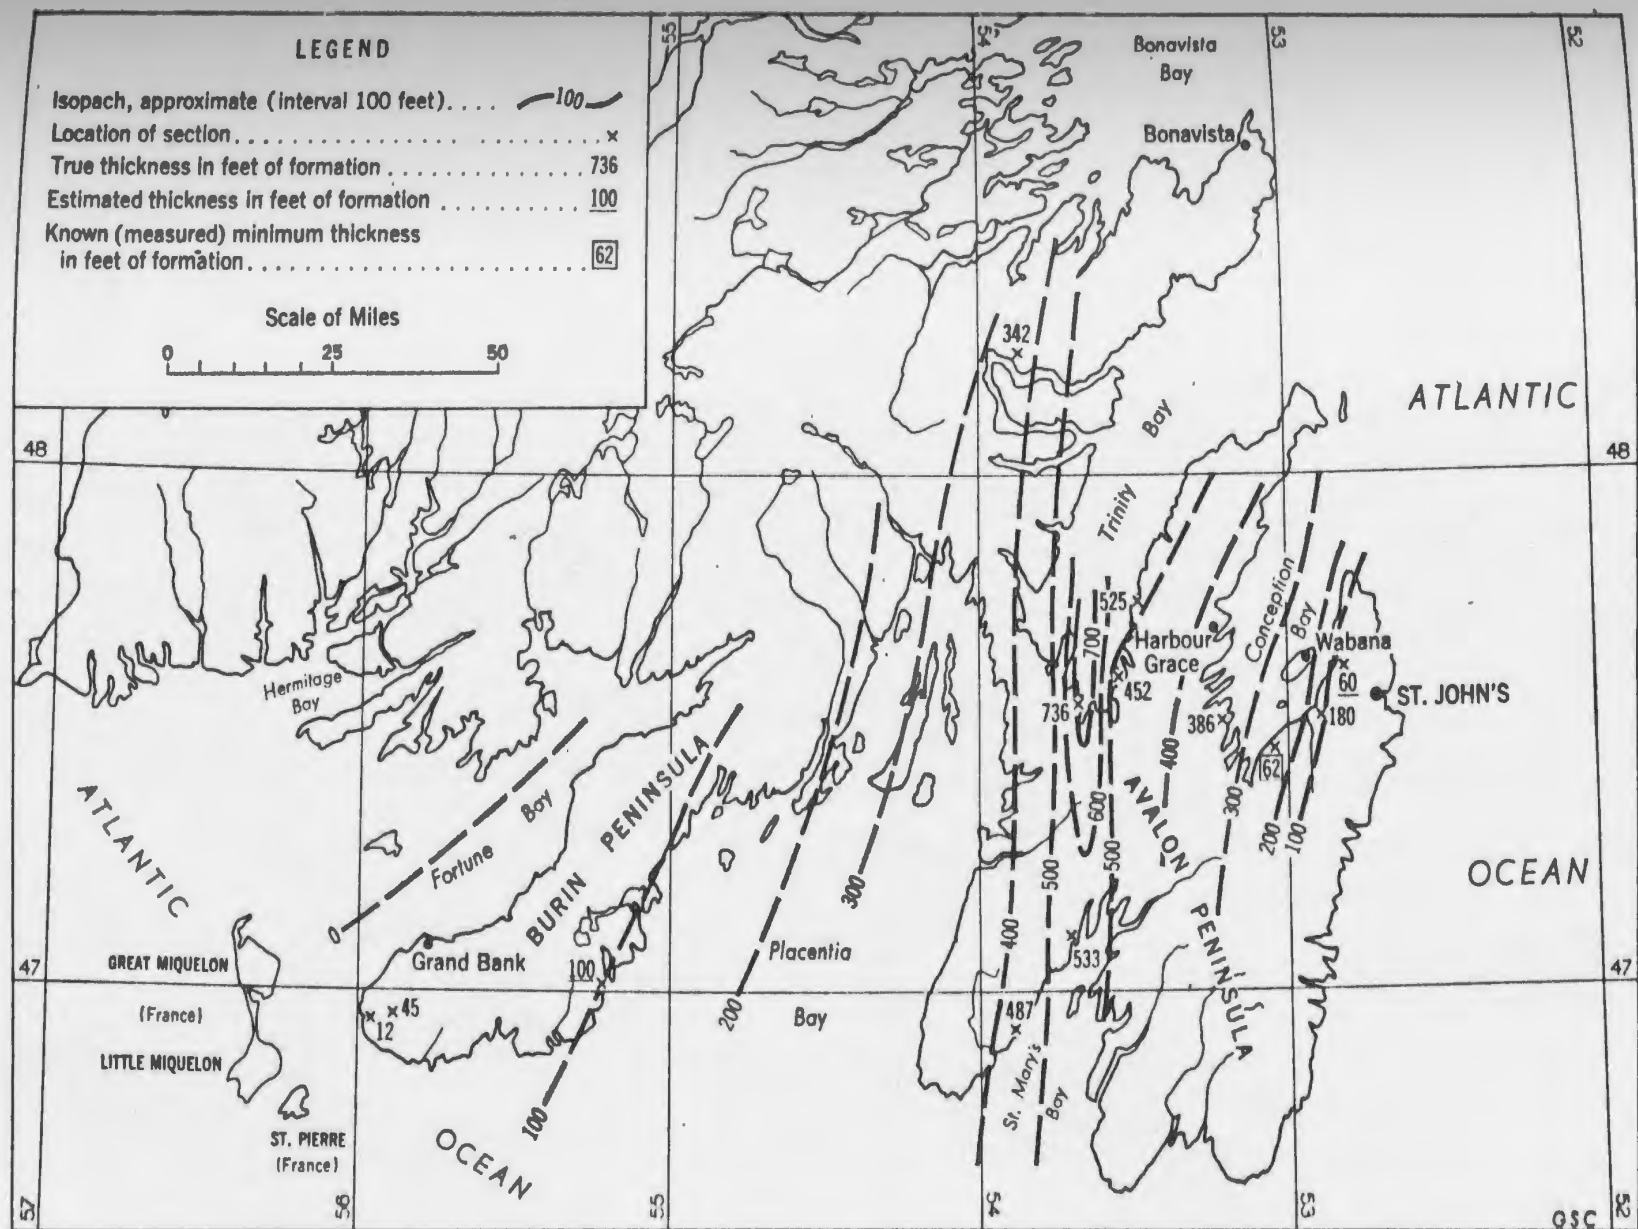 LEGEND
Isopach, approximate (interval 100 feet).... 100
Location of section............................ x
True thickness in feet of formation............ 736
Estimated thickness in feet of formation.......... 100
Known (measured) minimum thickness
in feet of formation............................ 62
Scale of Miles
0 25 50
55
54
53
52
Bonavista
Bay
Bonavista
342
ATLANTIC
Trinity Bay
48
48
525
700
Harbour
Grace
452
Conception
Bay
Wabana
60
180
ST. JOHN'S
736
386
62
400
300
200
100
600
500
500
400
AVALON
PENINSULA
OCEAN
Hermitage
Bay
Fortune Bay
0
BURIN PENINSULA
Grand Bank
100
45
12
300
200
100
Placentia
Bay
533
487
St. Mary's
Bay
ATLANTIC
GREAT MIQUELON
(France)
LITTLE MIQUELON
ST. PIERRE
(France)
OCEAN
47
47
57
56
55
54
53
52
GSC